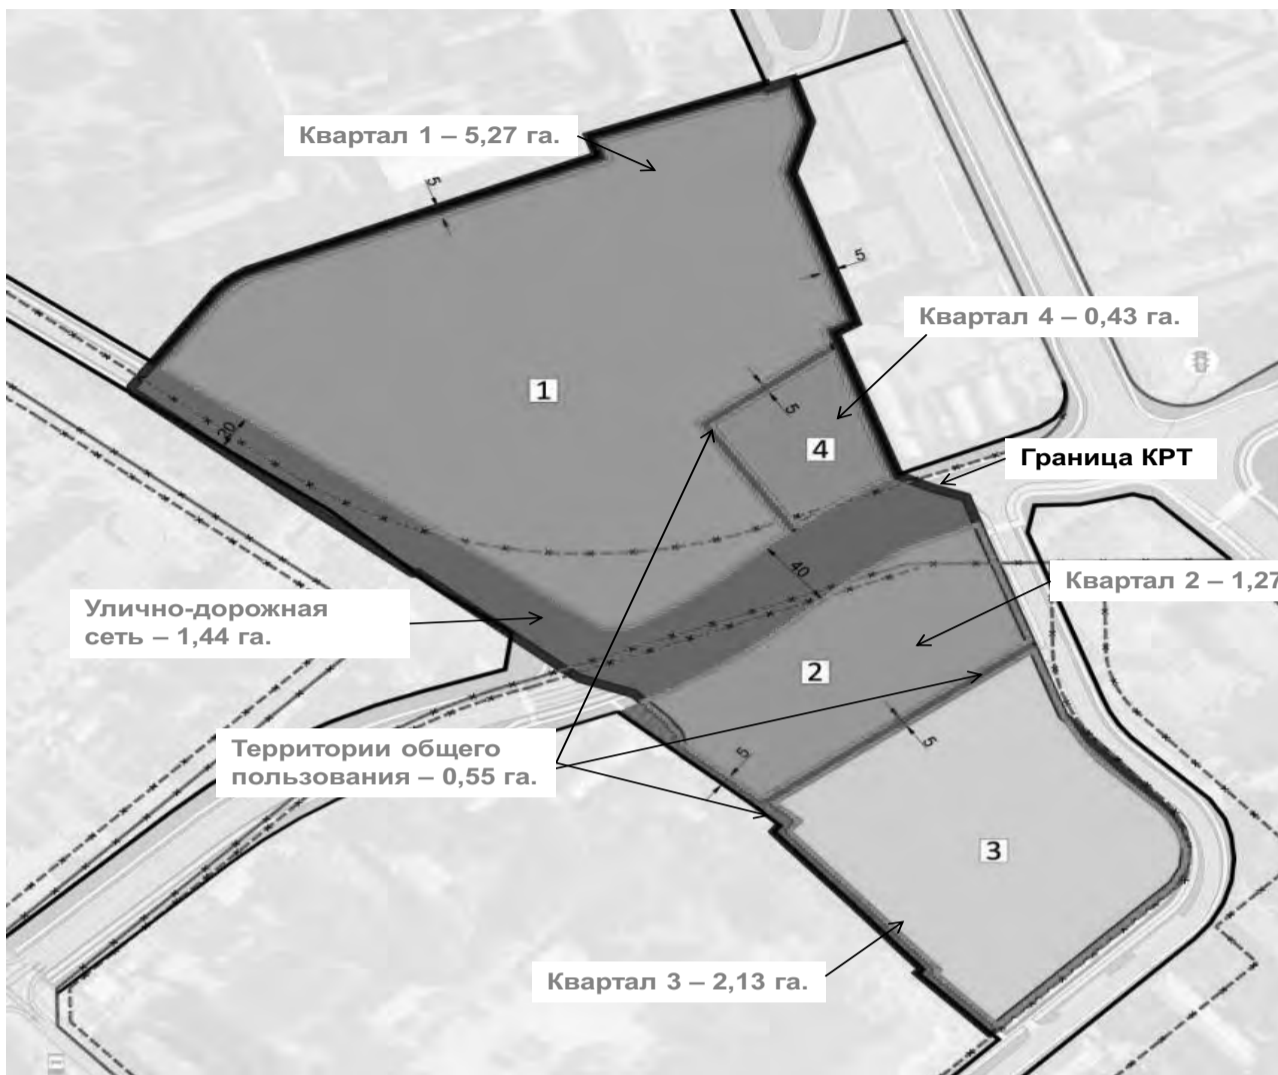 Квартал 1 – 5,27 га.
5
5
Квартал 4 – 0,43 га.
1
5
20
4
Граница КРТ
40
Квартал 2 – 1,27
Улично-дорожная
сеть – 1,44 га.
2
Территории общего
пользования – 0,55 га.
5
5
3
Квартал 3 – 2,13 га.